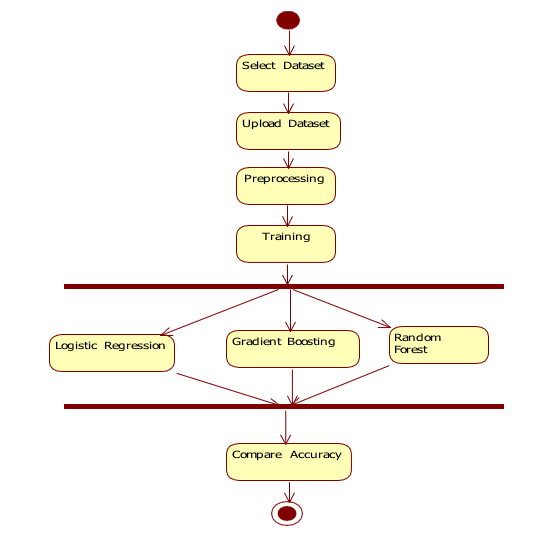 Select Dataset
Upload Dataset
Preprocessing
Training
Logistic Regression
Gradient Boosting
Random
Forest
Compare Accuracy